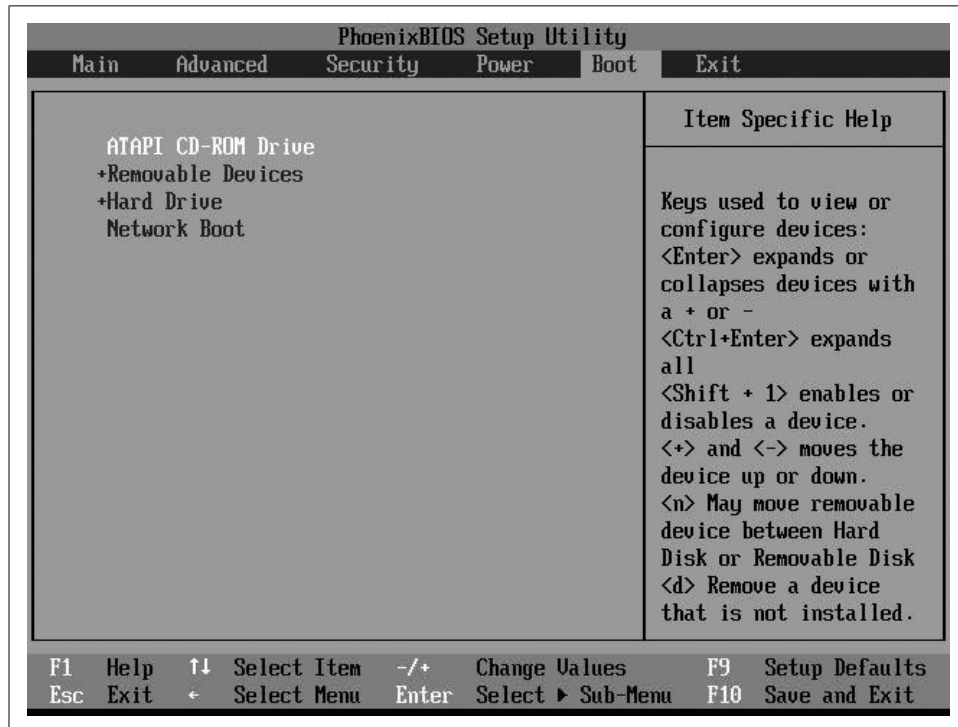 PhoenixBIOS Setup Utility
Main Advanced Security Power Boot Exit
ATAPI CD-ROM Drive
+Removable Devices
+Hard Drive
Network Boot
Item Specific Help
Keys used to view or
configure devices:
<Enter> expands or
collapses devices with
a + or -
<Ctrl+Enter> expands
all
<Shift + 1> enables or
disables a device.
<+> and <-> moves the
device up or down.
<n> May move removable
device between Hard
Disk or Removable Disk
<d> Remove a device
that is not installed.
F1 Help ↑↓ Select Item -/+ Change Values F9 Setup Defaults
Esc Exit ← Select Menu Enter Select ▶ Sub-Menu F10 Save and Exit